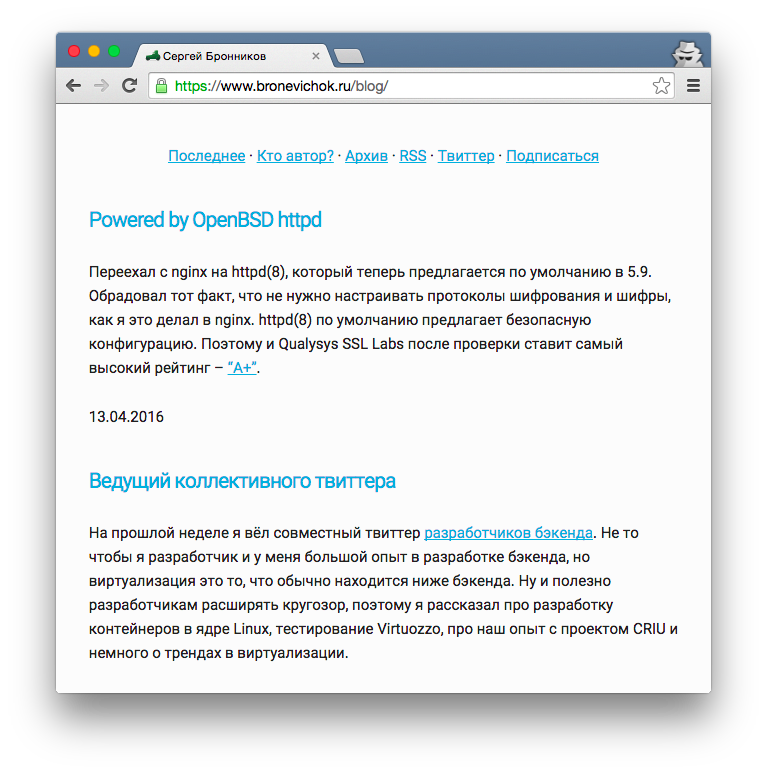 Сергей Бронников
https://www.bronevichok.ru/blog/
Последнее · Кто автор? · Архив · RSS · Твиттер · Подписаться
Powered by OpenBSD httpd
Переехал с nginx на httpd(8), который теперь предлагается по умолчанию в 5.9.
Обрадовал тот факт, что не нужно настраивать протоколы шифрования и шифры,
как я это делал в nginx. httpd(8) по умолчанию предлагает безопасную
конфигурацию. Поэтому и Qualysys SSL Labs после проверки ставит самый
высокий рейтинг – “A+”.
13.04.2016
Ведущий коллективного твиттера
На прошлой неделе я вёл совместный твиттер разработчиков бэкенда. Не то
чтобы я разработчик и у меня большой опыт в разработке бэкенда, но
виртуализация это то, что обычно находится ниже бэкенда. Ну и полезно
разработчикам расширять кругозор, поэтому я рассказал про разработку
контейнеров в ядре Linux, тестирование Virtuozzo, про наш опыт с проектом CRIU и
немного о трендах в виртуализации.